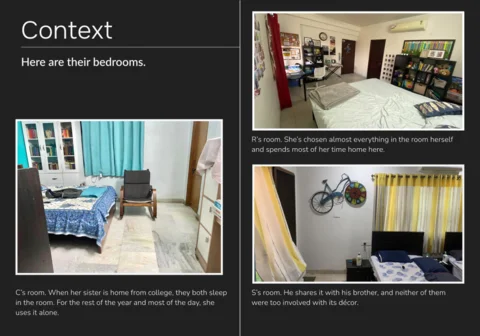 Context
Here are their bedrooms.
C's room. When her sister is home from college, they both sleep
in the room. For the rest of the year and most of the day, she
uses it alone.
R's room. She's chosen almost everything in the room herself
and spends most of her time home here.
S's room. He shares it with his brother, and neither of them
were too involved with its décor.